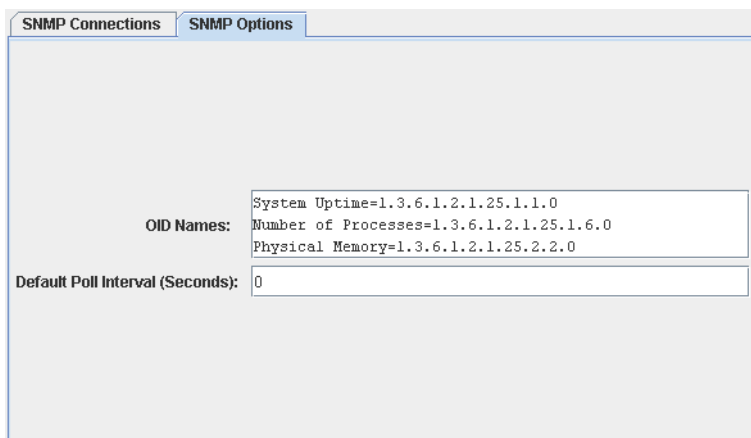 SNMP Connections SNMP Options
OID Names:
System Uptime=1.3.6.1.2.1.25.1.1.0
Number of Processes=1.3.6.1.2.1.25.1.6.0
Physical Memory=1.3.6.1.2.1.25.2.2.0
Default Poll Interval (Seconds): 0